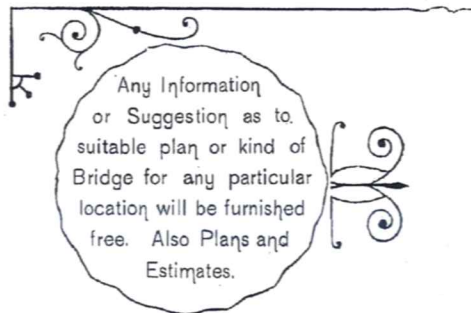 Any Information
or Suggestion as to
suitable plan or kind of
Bridge for any particular
location will be furnished
free. Also Plans and
Estimates.